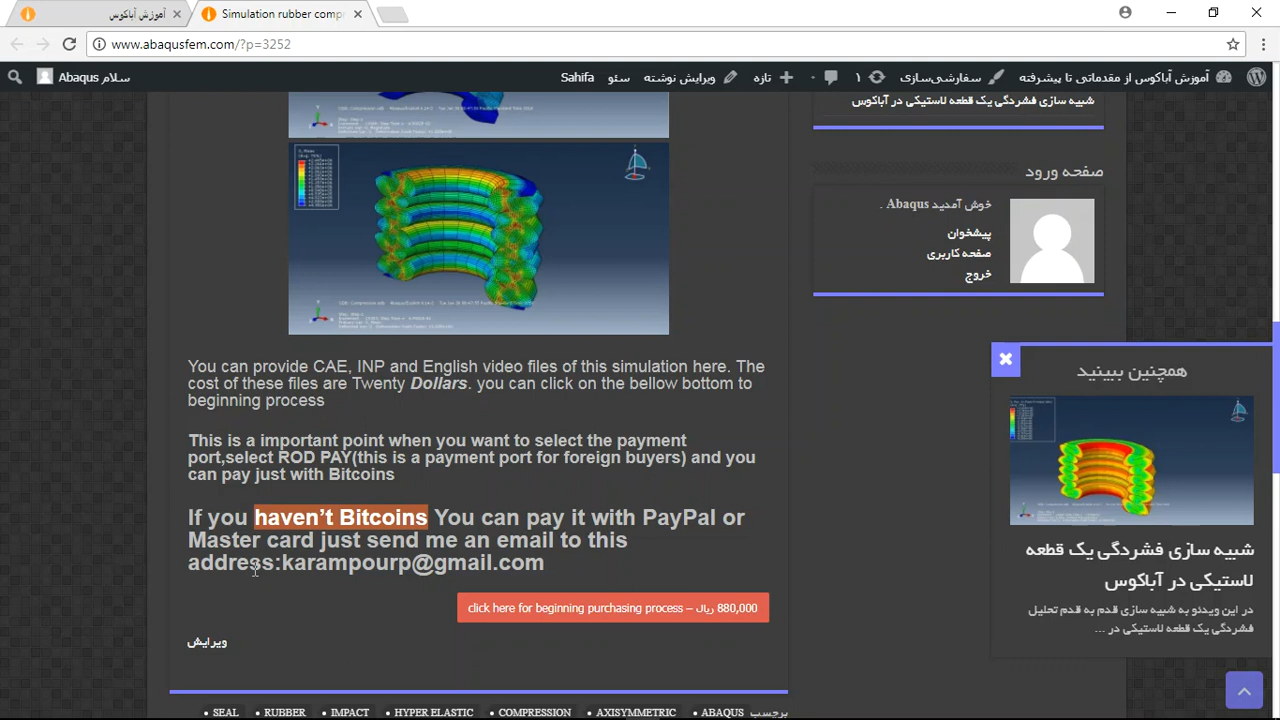 آموزش آباکوس
Simulation rubber compr
www.abaqusfem.com/?p=3252
سلام Abaqus
Sahifa
سئو
ویرایش نوشته
تازه
۱
سفارشی‌سازی
آموزش آباکوس از مقدماتی تا پیشرفته
شبیه سازی فشردگی یک قطعه لاستیکی در آباکوس
صفحه ورود
خوش آمدید Abaqus .
پیشخوان
صفحه کاربری
خروج
You can provide CAE, INP and English video files of this simulation here. The
cost of these files are Twenty Dollars. you can click on the bellow bottom to
beginning process
This is a important point when you want to select the payment
port,select ROD PAY(this is a payment port for foreign buyers) and you
can pay just with Bitcoins
If you haven’t Bitcoins You can pay it with PayPal or
Master card just send me an email to this
address:karampourp@gmail.com
click here for beginning purchasing process – 880,000 ریال
ویرایش
همچنین ببینید
شبیه سازی فشردگی یک قطعه
لاستیکی در آباکوس
در این ویدئو به شبیه سازی قدم به قدم تحلیل
فشردگی یک قطعه لاستیکی در ...
برچسب ABAQUS • AXISYMMETRIC • COMPRESSION • HYPER ELASTIC • IMPACT • RUBBER • SEAL •